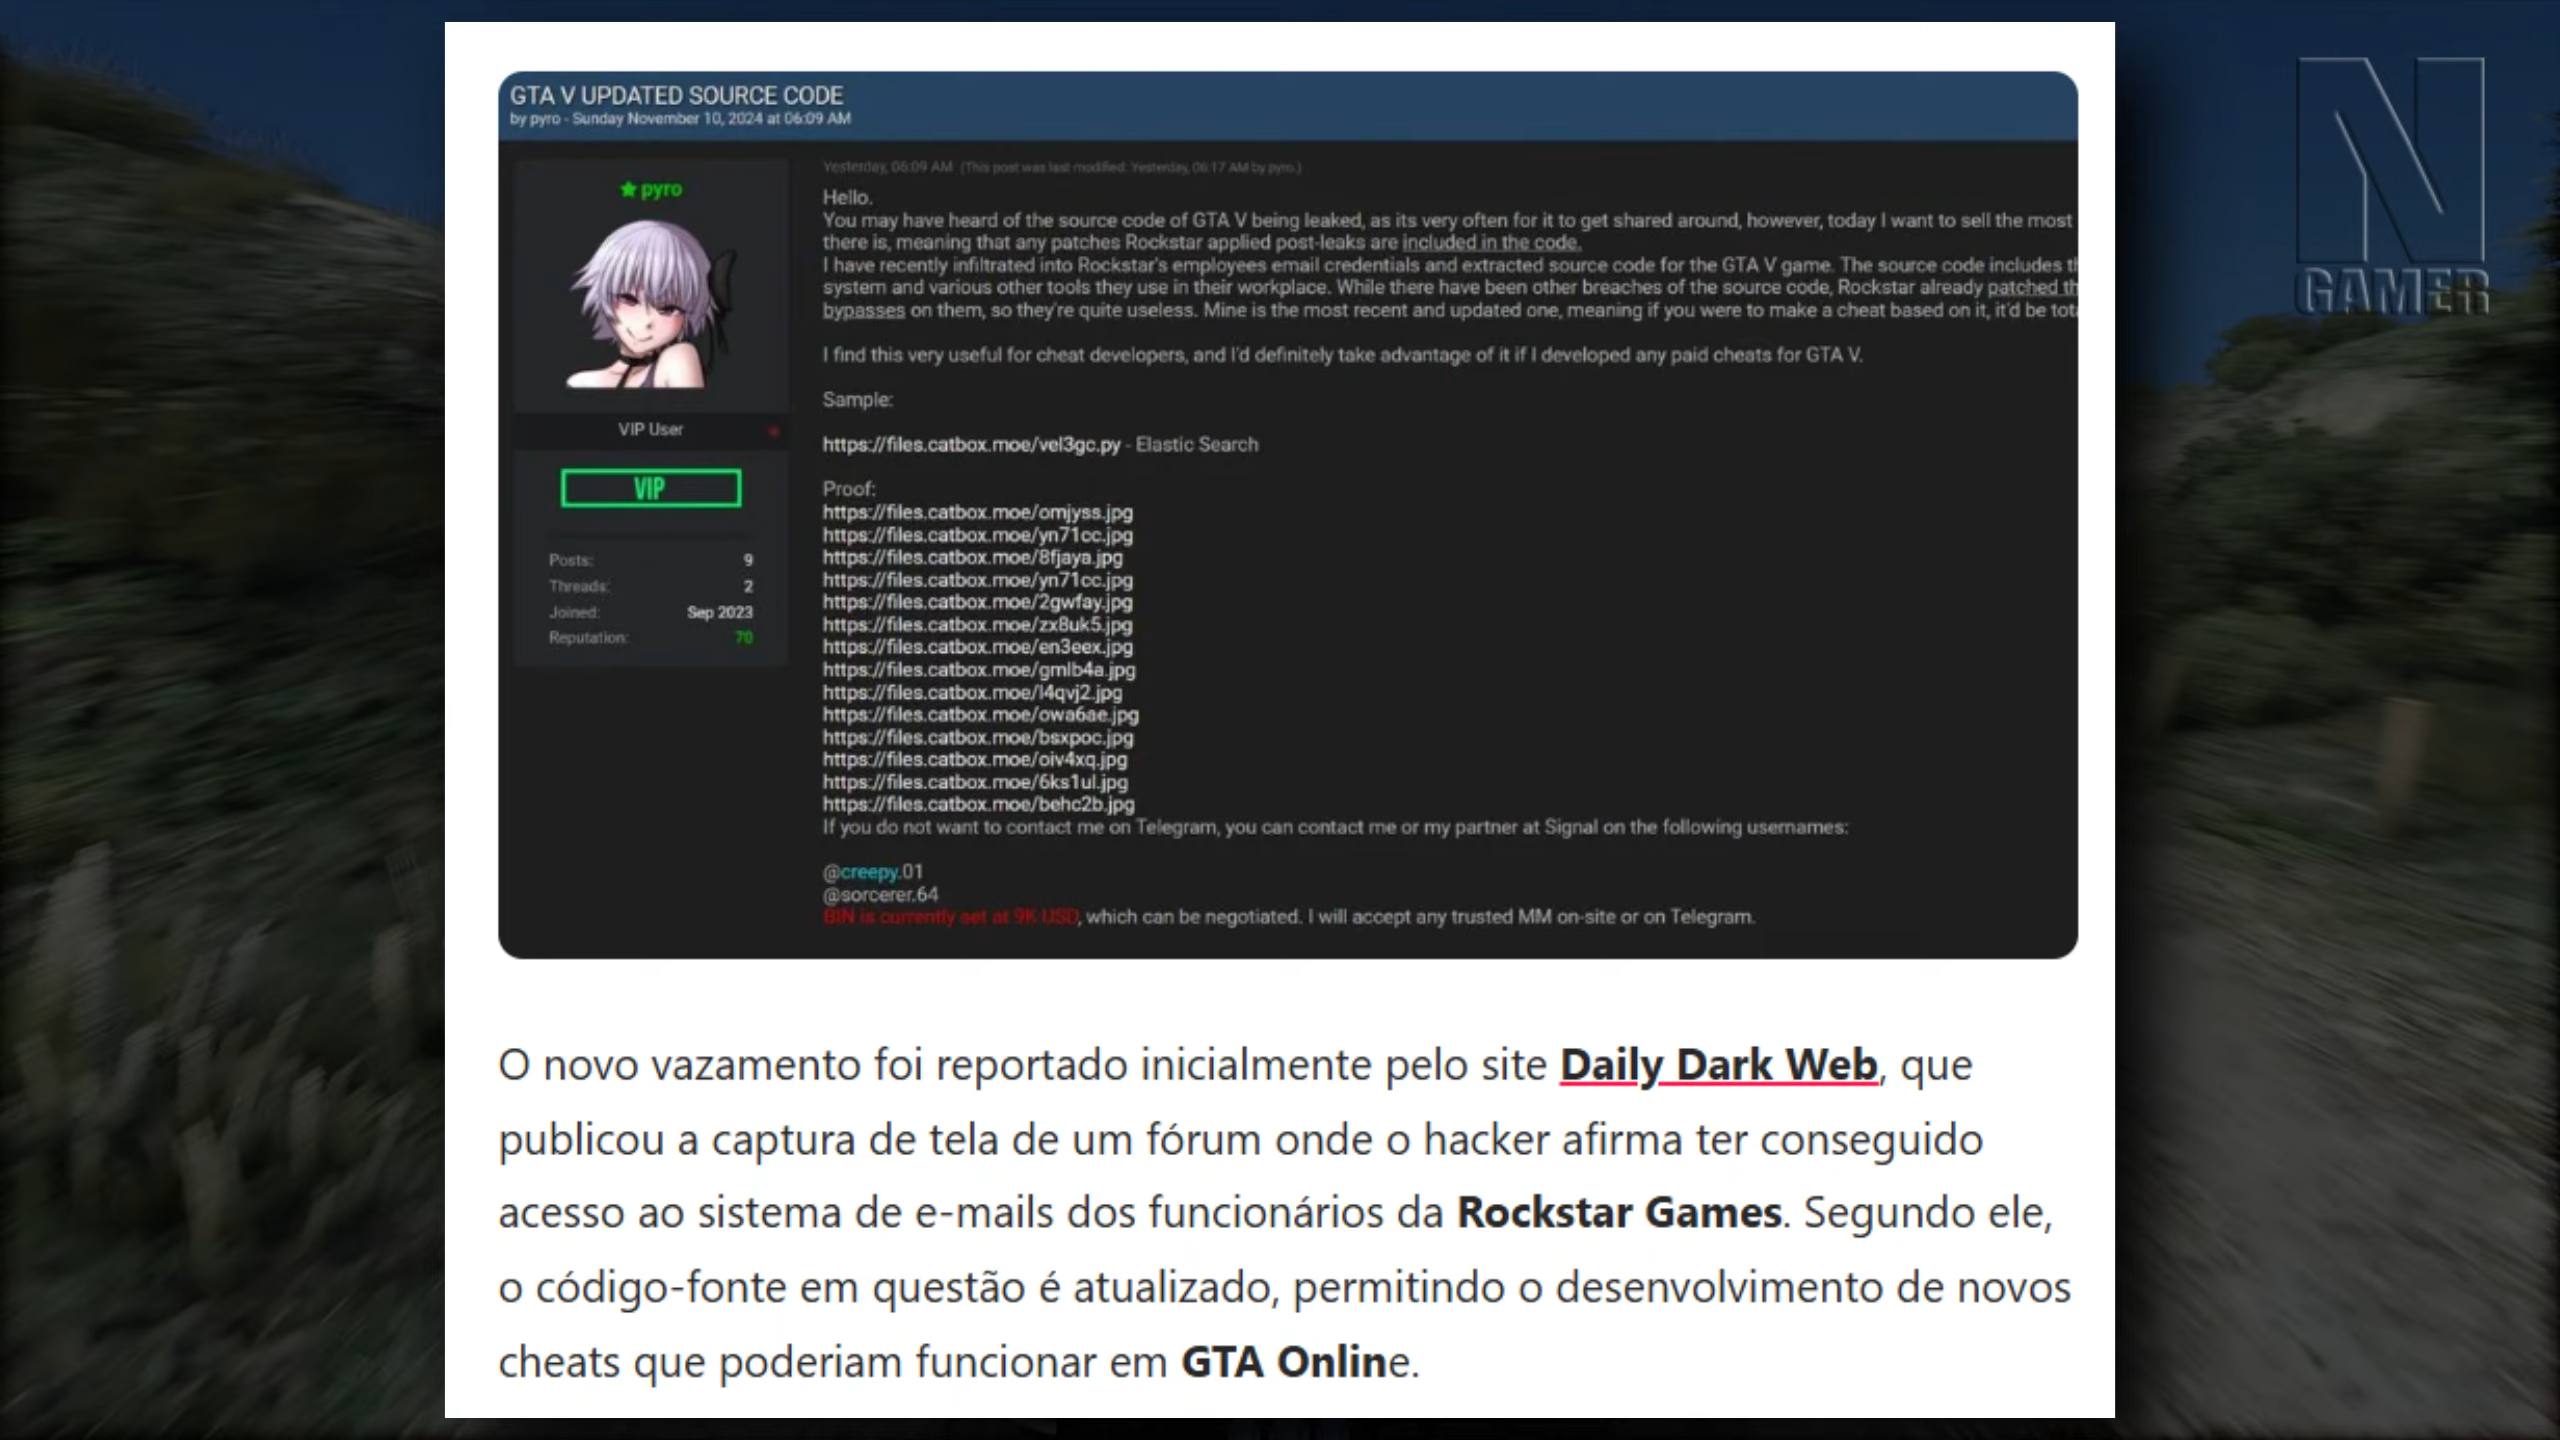 GTA V UPDATED SOURCE CODE
by pyro - Sunday November 10, 2024 at 06:09 AM
Yesterday, 06:09 AM (This post was last modified: Yesterday, 06:17 AM by pyro.)
★ pyro
Hello.
You may have heard of the source code of GTA V being leaked, as its very often for it to get shared around, however, today I want to sell the most
there is, meaning that any patches Rockstar applied post-leaks are included in the code.
I have recently infiltrated into Rockstar's employees email credentials and extracted source code for the GTA V game. The source code includes
system and various other tools they use in their workplace. While there have been other breaches of the source code, Rockstar already patched
bypasses on them, so they're quite useless. Mine is the most recent and updated one, meaning if you were to make a cheat based on it, it'd be
I find this very useful for cheat developers, and I'd definitely take advantage of it if I developed any paid cheats for GTA V.
Sample:
VIP User
https://files.catbox.moe/vel3gc.py - Elastic Search
VIP
Proof:
https://files.catbox.moe/omjyss.jpg
https://files.catbox.moe/yn71cc.jpg
https://files.catbox.moe/8fjaya.jpg
https://files.catbox.moe/yn71cc.jpg
https://files.catbox.moe/2gwfay.jpg
https://files.catbox.moe/zx8uk5.jpg
https://files.catbox.moe/en3eex.jpg
https://files.catbox.moe/gmlb4a.jpg
https://files.catbox.moe/l4qvj2.jpg
https://files.catbox.moe/owa6ae.jpg
https://files.catbox.moe/bsxpoc.jpg
https://files.catbox.moe/oiv4xq.jpg
https://files.catbox.moe/6ks1ul.jpg
https://files.catbox.moe/behc2b.jpg
Posts: 9
Threads: 2
Joined: Sep 2023
Reputation: 70
If you do not want to contact me on Telegram, you can contact me or my partner at Signal on the following usernames:
@creepy.01
@sorcerer.64
BIN is currently set at 9K USD, which can be negotiated. I will accept any trusted MM on-site or on Telegram.
O novo vazamento foi reportado inicialmente pelo site Daily Dark Web, que
publicou a captura de tela de um fórum onde o hacker afirma ter conseguido
acesso ao sistema de e-mails dos funcionários da Rockstar Games. Segundo ele,
o código-fonte em questão é atualizado, permitindo o desenvolvimento de novos
cheats que poderiam funcionar em GTA Online.
N
GAMER